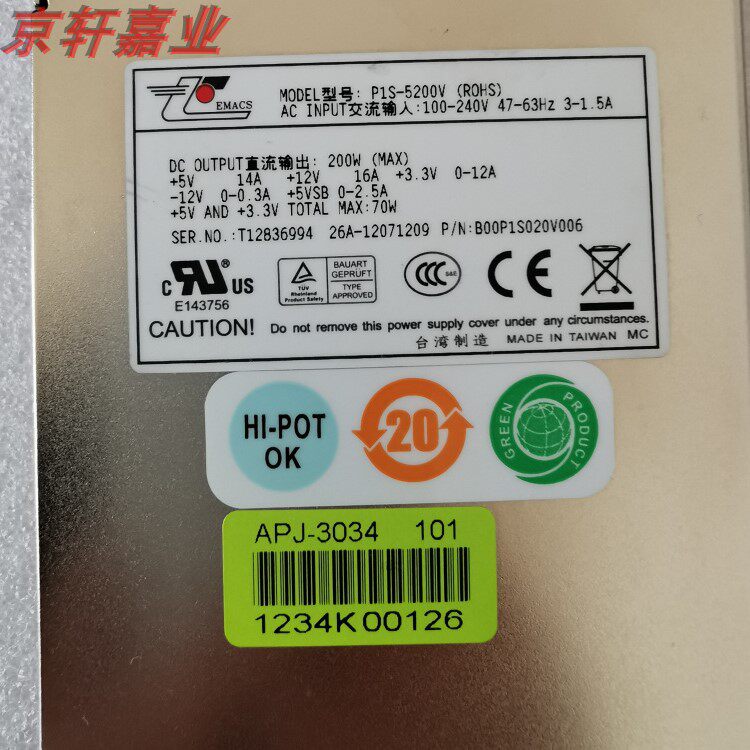 京轩嘉业
EMACS
MODEL型号: P1S-5200V (ROHS)
AC INPUT交流输入:100-240V 47-63Hz 3-1.5A
DC OUTPUT直流输出: 200W (MAX)
+5V 14A +12V 16A +3.3V 0-12A
-12V 0-0.3A +5VSB 0-2.5A
+5V AND +3.3V TOTAL MAX:70W
SER.NO.:T12836994 26A-12071209 P/N:B00P1S020V006
c RU US
E143756
TÜV
Rheinland
Product Safety
BAUART
GEPRÜFT
TYPE
APPROVED
CCC S&E
CE
CAUTION! Do not remove this power supply cover under any circumstances.
台湾制造 MADE IN TAIWAN MC
HI-POT
OK
20
GREEN PRODUCT
APJ-3034 101
1234K00126